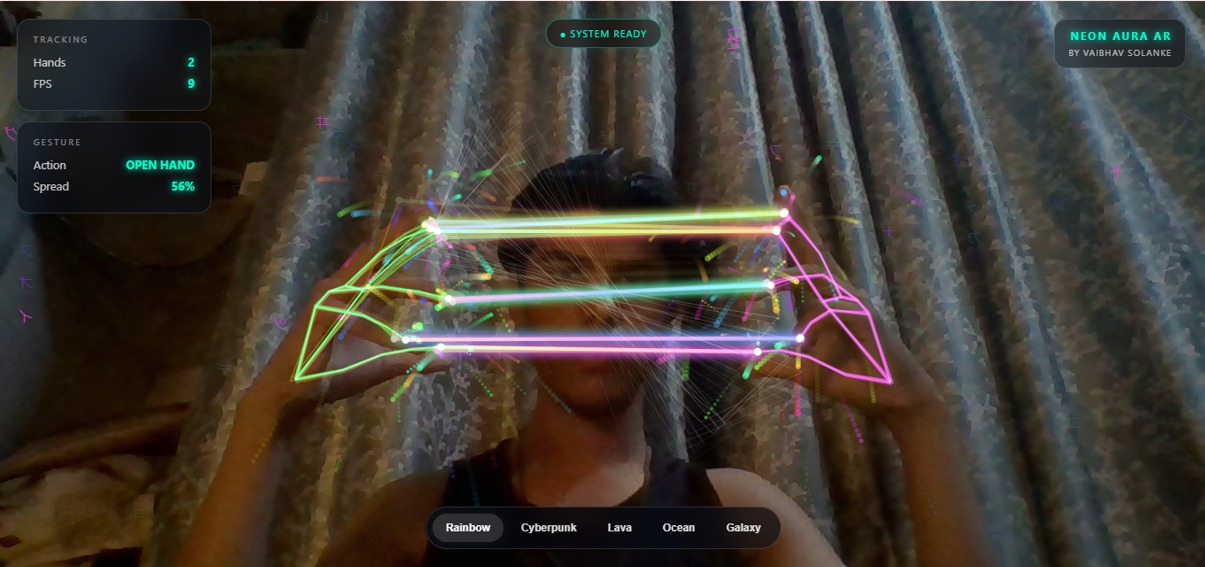 TRACKING
Hands 2
FPS 9
GESTURE
Action OPEN HAND
Spread 56%
● SYSTEM READY
NEON AURA AR
BY VAIBHAV SOLANKE
Rainbow Cyberpunk Lava Ocean Galaxy